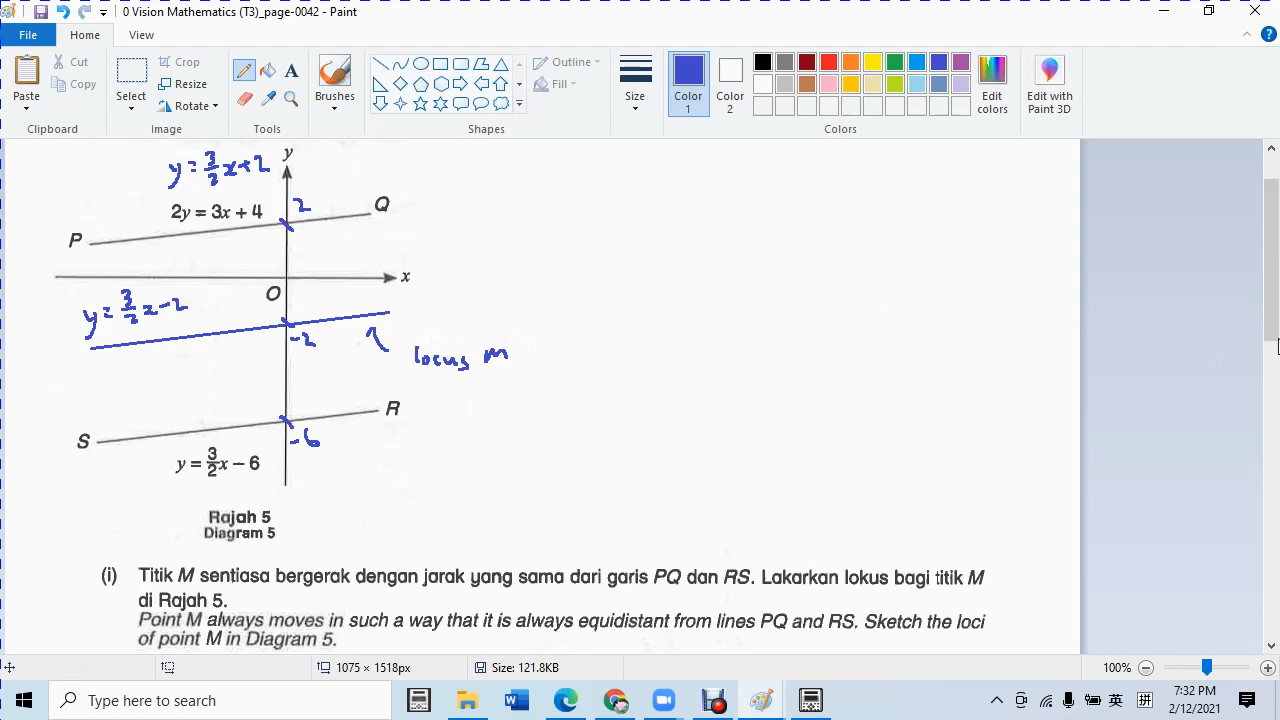 0 Vision Mathematics (T3)_page-0042 - Paint
File Home View
Cut
Copy
Paste
Clipboard
Crop
Resize
Rotate
Select
Image
A
Tools
Brushes
Outline
Fill
Shapes
Size
Color 1
Color 2
Edit colors
Edit with Paint 3D
Colors
y = 3/2 x + 2
y
2y = 3x + 4
2
Q
P
x
O
y = 3/2 x - 2
-2
locus M
R
S
-6
y = 3/2 x – 6
Rajah 5
Diagram 5
(i) Titik M sentiasa bergerak dengan jarak yang sama dari garis PQ dan RS. Lakarkan lokus bagi titik M
di Rajah 5.
Point M always moves in such a way that it is always equidistant from lines PQ and RS. Sketch the loci
of point M in Diagram 5.
1075 × 1518px
Size: 121.8KB
100%
Type here to search
英
拼
7:32 PM
2/12/2021